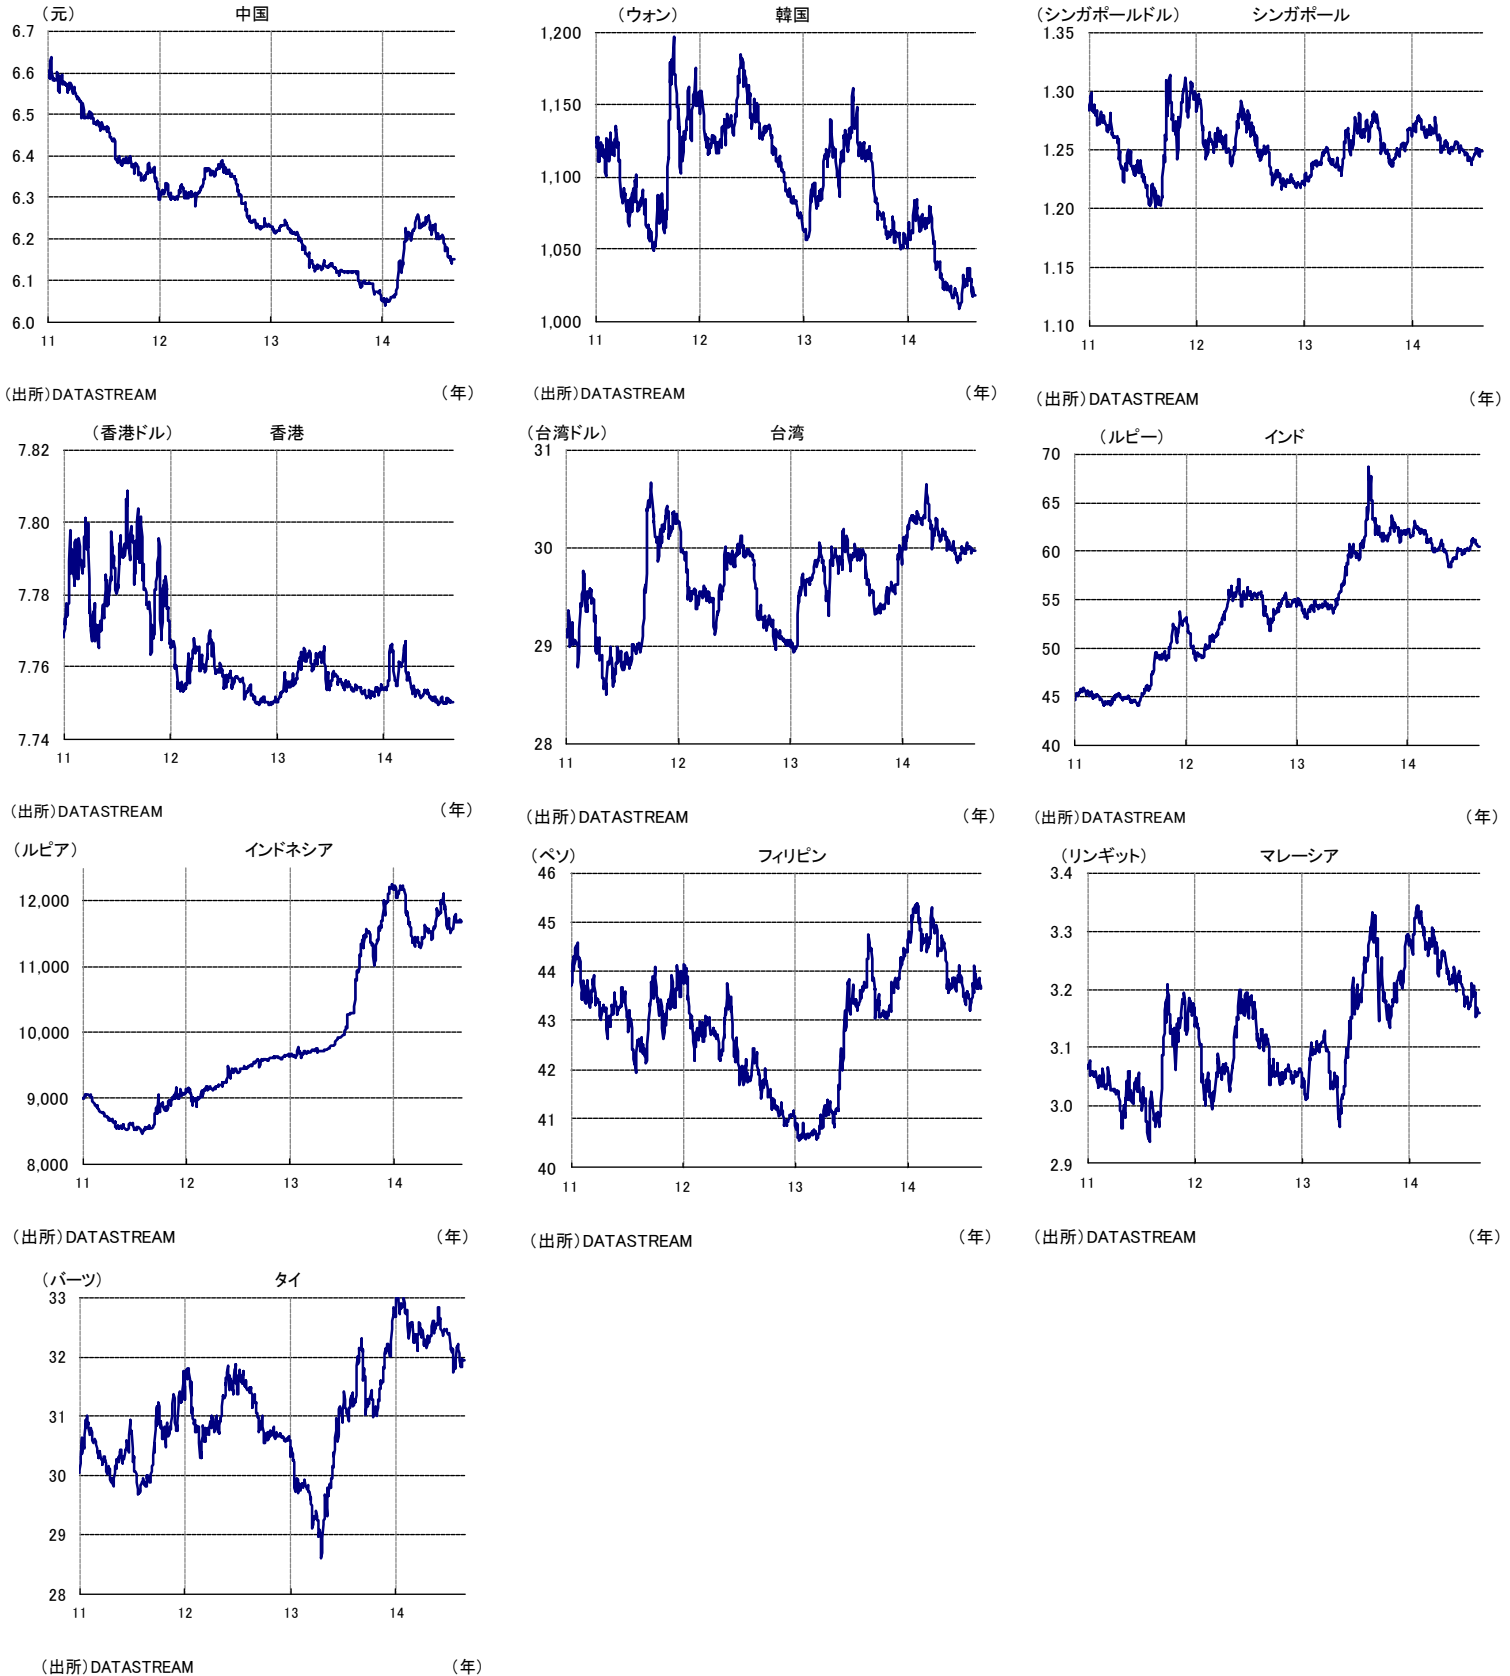 （元） 中国
6.7
6.6
6.5
6.4
6.3
6.2
6.1
6.0
11 12 13 14
（出所）DATASTREAM （年）
（ウォン） 韓国
1,200
1,150
1,100
1,050
1,000
11 12 13 14
（出所）DATASTREAM （年）
（シンガポールドル） シンガポール
1.35
1.30
1.25
1.20
1.15
1.10
11 12 13 14
（出所）DATASTREAM （年）
（香港ドル） 香港
7.82
7.80
7.78
7.76
7.74
11 12 13 14
（出所）DATASTREAM （年）
（台湾ドル） 台湾
31
30
29
28
11 12 13 14
（出所）DATASTREAM （年）
（ルピー） インド
70
65
60
55
50
45
40
11 12 13 14
（出所）DATASTREAM （年）
（ルピア） インドネシア
12,000
11,000
10,000
9,000
8,000
11 12 13 14
（出所）DATASTREAM （年）
（ペソ） フィリピン
46
45
44
43
42
41
40
11 12 13 14
（出所）DATASTREAM （年）
（リンギット） マレーシア
3.4
3.3
3.2
3.1
3.0
2.9
11 12 13 14
（出所）DATASTREAM （年）
（バーツ） タイ
33
32
31
30
29
28
11 12 13 14
（出所）DATASTREAM （年）